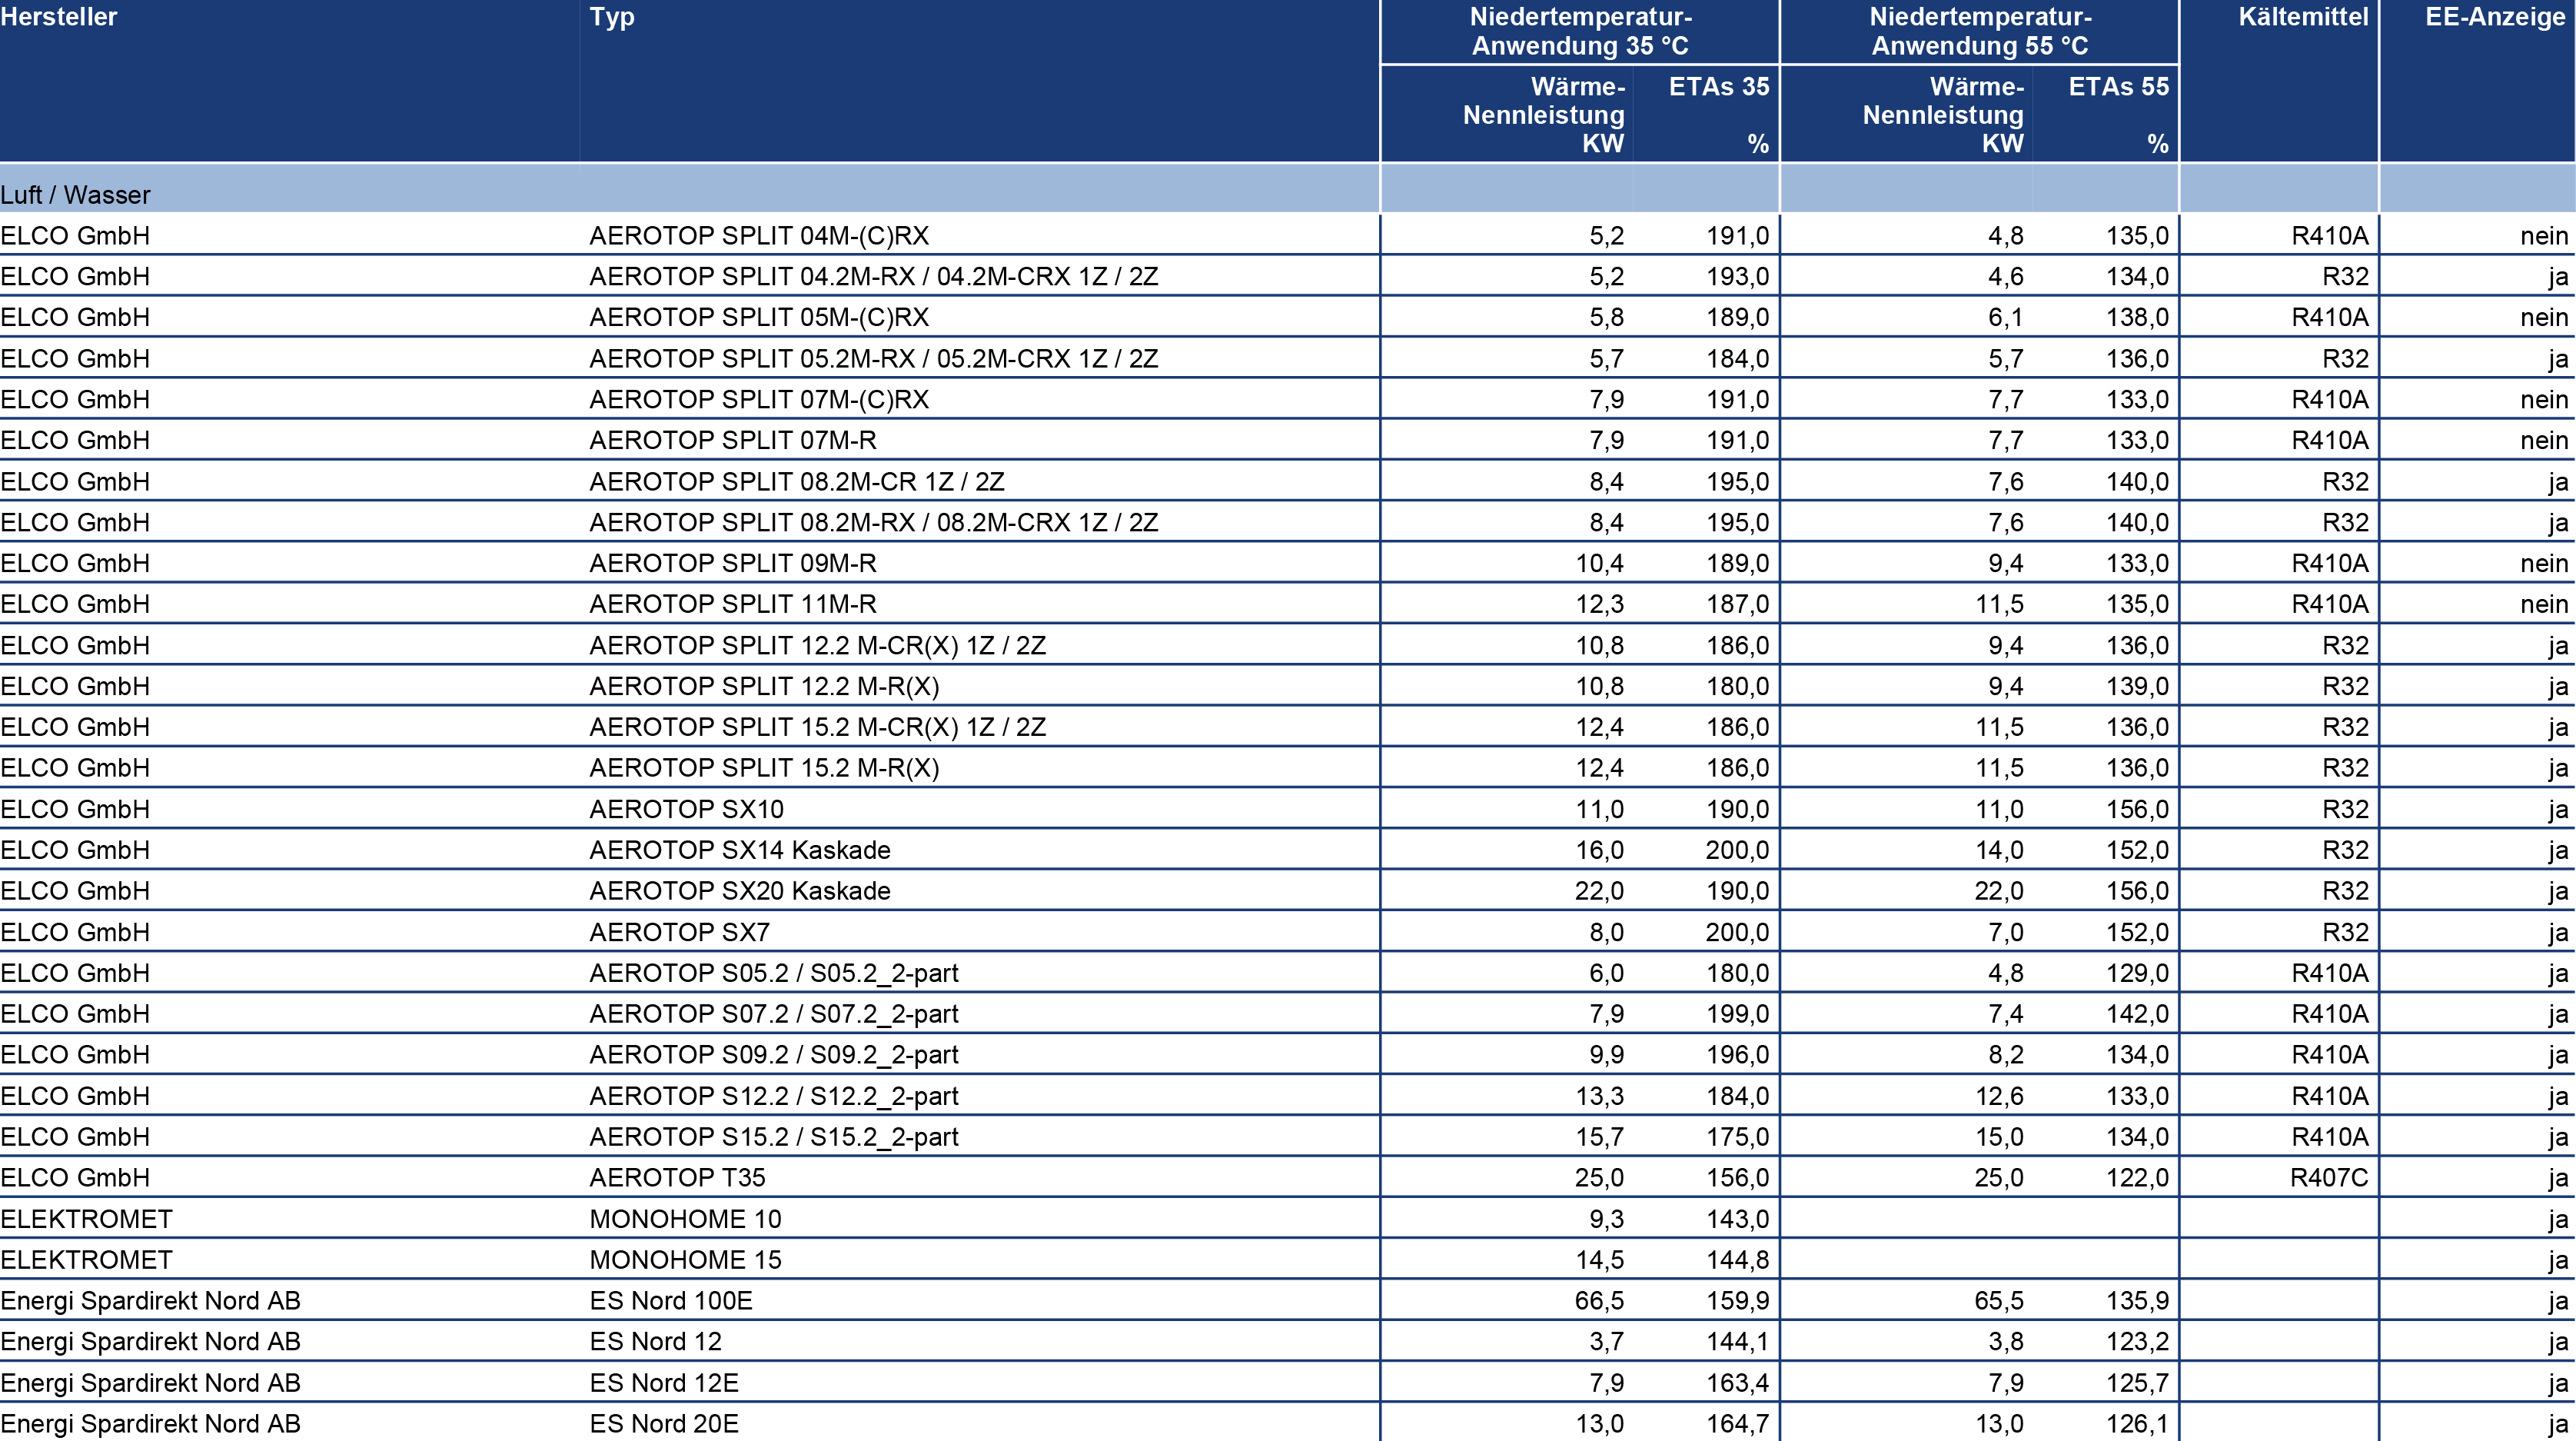 Hersteller Typ Niedertemperatur- Niedertemperatur- Kältemittel EE-Anzeige
Anwendung 35 °C Anwendung 55 °C
Wärme- ETAs 35 Wärme- ETAs 55
Nennleistung Nennleistung
KW % KW %
Luft / Wasser
ELCO GmbH AEROTOP SPLIT 04M-(C)RX 5,2 191,0 4,8 135,0 R410A nein
ELCO GmbH AEROTOP SPLIT 04.2M-RX / 04.2M-CRX 1Z / 2Z 5,2 193,0 4,6 134,0 R32 ja
ELCO GmbH AEROTOP SPLIT 05M-(C)RX 5,8 189,0 6,1 138,0 R410A nein
ELCO GmbH AEROTOP SPLIT 05.2M-RX / 05.2M-CRX 1Z / 2Z 5,7 184,0 5,7 136,0 R32 ja
ELCO GmbH AEROTOP SPLIT 07M-(C)RX 7,9 191,0 7,7 133,0 R410A nein
ELCO GmbH AEROTOP SPLIT 07M-R 7,9 191,0 7,7 133,0 R410A nein
ELCO GmbH AEROTOP SPLIT 08.2M-CR 1Z / 2Z 8,4 195,0 7,6 140,0 R32 ja
ELCO GmbH AEROTOP SPLIT 08.2M-RX / 08.2M-CRX 1Z / 2Z 8,4 195,0 7,6 140,0 R32 ja
ELCO GmbH AEROTOP SPLIT 09M-R 10,4 189,0 9,4 133,0 R410A nein
ELCO GmbH AEROTOP SPLIT 11M-R 12,3 187,0 11,5 135,0 R410A nein
ELCO GmbH AEROTOP SPLIT 12.2 M-CR(X) 1Z / 2Z 10,8 186,0 9,4 136,0 R32 ja
ELCO GmbH AEROTOP SPLIT 12.2 M-R(X) 10,8 180,0 9,4 139,0 R32 ja
ELCO GmbH AEROTOP SPLIT 15.2 M-CR(X) 1Z / 2Z 12,4 186,0 11,5 136,0 R32 ja
ELCO GmbH AEROTOP SPLIT 15.2 M-R(X) 12,4 186,0 11,5 136,0 R32 ja
ELCO GmbH AEROTOP SX10 11,0 190,0 11,0 156,0 R32 ja
ELCO GmbH AEROTOP SX14 Kaskade 16,0 200,0 14,0 152,0 R32 ja
ELCO GmbH AEROTOP SX20 Kaskade 22,0 190,0 22,0 156,0 R32 ja
ELCO GmbH AEROTOP SX7 8,0 200,0 7,0 152,0 R32 ja
ELCO GmbH AEROTOP S05.2 / S05.2_2-part 6,0 180,0 4,8 129,0 R410A ja
ELCO GmbH AEROTOP S07.2 / S07.2_2-part 7,9 199,0 7,4 142,0 R410A ja
ELCO GmbH AEROTOP S09.2 / S09.2_2-part 9,9 196,0 8,2 134,0 R410A ja
ELCO GmbH AEROTOP S12.2 / S12.2_2-part 13,3 184,0 12,6 133,0 R410A ja
ELCO GmbH AEROTOP S15.2 / S15.2_2-part 15,7 175,0 15,0 134,0 R410A ja
ELCO GmbH AEROTOP T35 25,0 156,0 25,0 122,0 R407C ja
ELEKTROMET MONOHOME 10 9,3 143,0 ja
ELEKTROMET MONOHOME 15 14,5 144,8 ja
Energi Spardirekt Nord AB ES Nord 100E 66,5 159,9 65,5 135,9 ja
Energi Spardirekt Nord AB ES Nord 12 3,7 144,1 3,8 123,2 ja
Energi Spardirekt Nord AB ES Nord 12E 7,9 163,4 7,9 125,7 ja
Energi Spardirekt Nord AB ES Nord 20E 13,0 164,7 13,0 126,1 ja